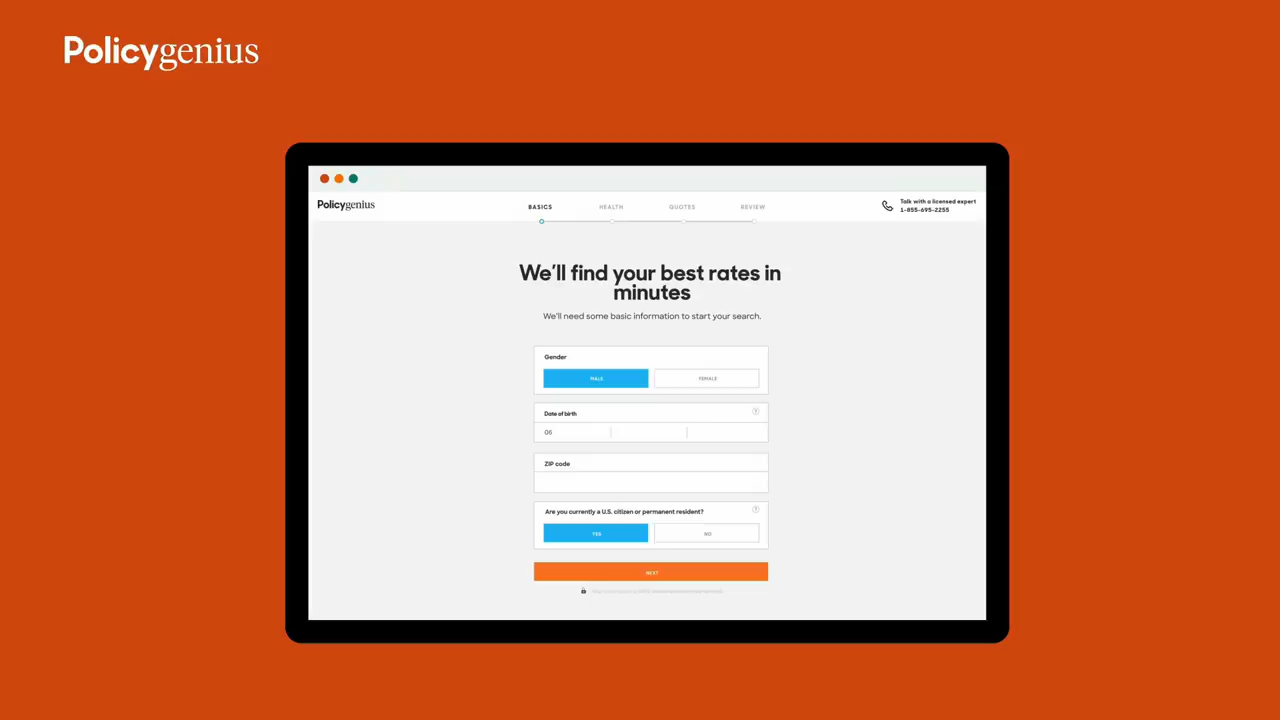 Policygenius
Policygenius
BASICS
HEALTH
QUOTES
REVIEW
Talk with a licensed expert
1-855-695-2255
We'll find your best rates in
minutes
We'll need some basic information to start your search.
Gender
MALE
FEMALE
Date of birth
?
06
ZIP code
Are you currently a U.S. citizen or permanent resident?
?
YES
NO
NEXT